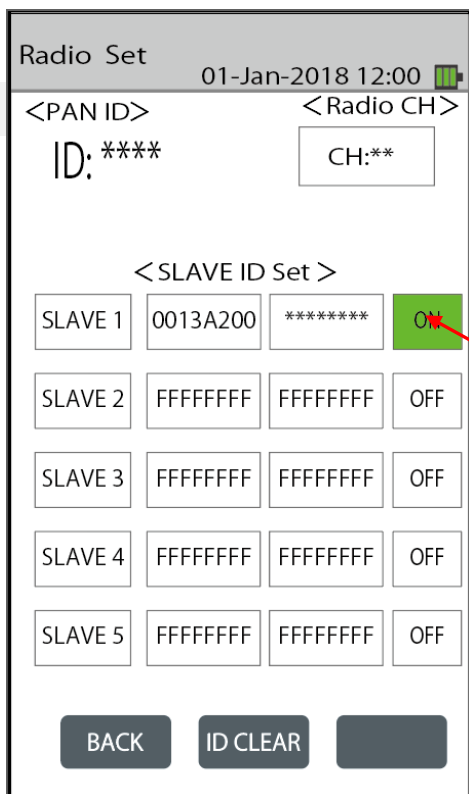 Radio Set
01-Jan-2018 12:00
<PAN ID>
<Radio CH>
ID: ****
CH:**
<SLAVE ID Set >
SLAVE 1 0013A200 ******** ON
SLAVE 2 FFFFFFFF FFFFFFFF OFF
SLAVE 3 FFFFFFFF FFFFFFFF OFF
SLAVE 4 FFFFFFFF FFFFFFFF OFF
SLAVE 5 FFFFFFFF FFFFFFFF OFF
BACK ID CLEAR